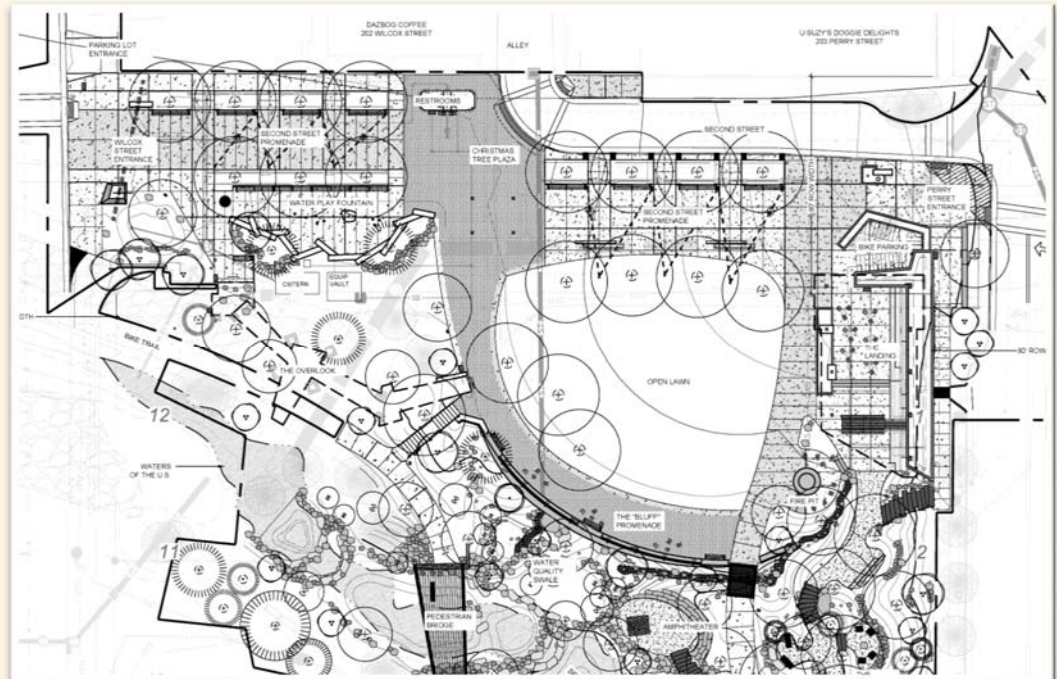 DAZBOG COFFEE
202 WILCOX STREET
ALLEY
U SUZY'S DOGGIE DELIGHTS
203 PERRY STREET
PARKING LOT
ENTRANCE
RESTROOMS
SECOND STREET
WILCOX
STREET
ENTRANCE
SECOND STREET
PROMENADE
CHRISTMAS
TREE PLAZA
WATER PLAY FOUNTAIN
SECOND STREET
PROMENADE
PERRY
STREET
ENTRANCE
BIKE PARKING
CISTERN
EQUIP
VAULT
BIKE TRAIL
THE OVERLOOK
OPEN LAWN
THE
LANDING
80' ROW
12
WATERS
OF THE U.S.
FIRE PIT
THE "BLUFF"
PROMENADE
11
2
WATER
QUALITY
SWALE
PEDESTRIAN
BRIDGE
AMPHITHEATER